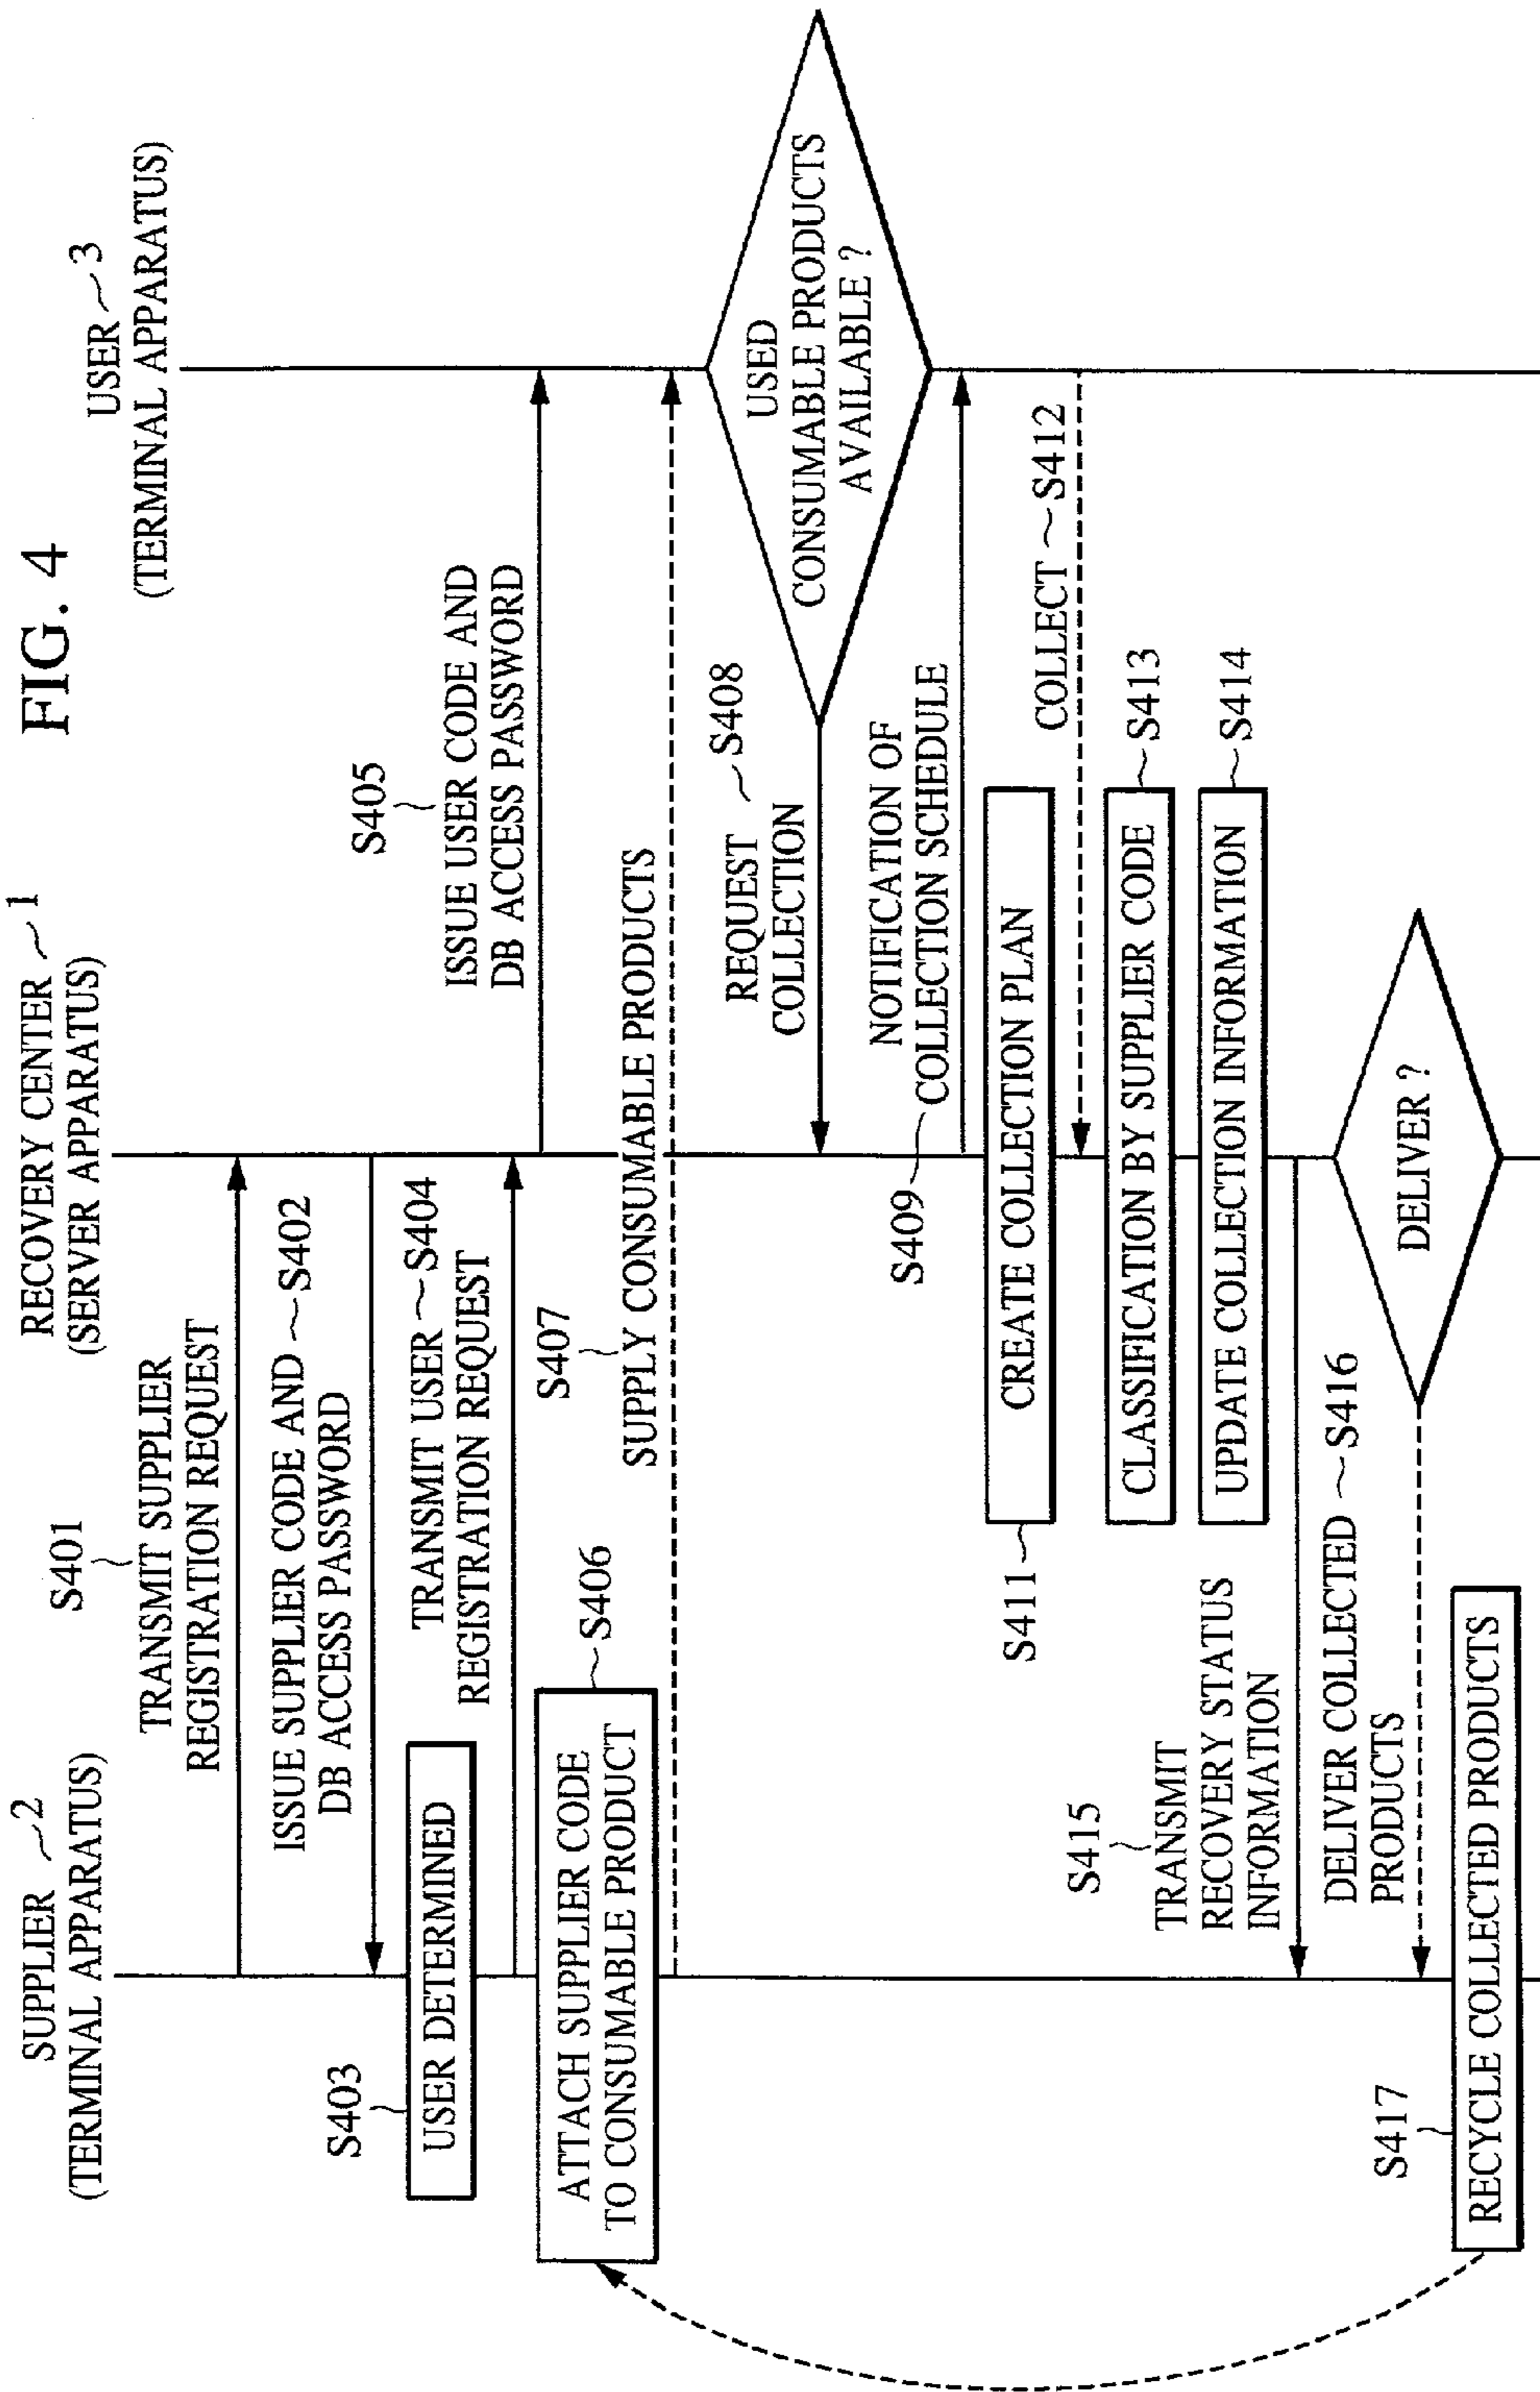 FIG. 4
SUPPLIER 2
(TERMINAL APPARATUS)
RECOVERY CENTER 1
(SERVER APPARATUS)
USER 3
(TERMINAL APPARATUS)
S401
TRANSMIT SUPPLIER
REGISTRATION REQUEST
ISSUE SUPPLIER CODE AND S402
DB ACCESS PASSWORD
S403
USER DETERMINED
TRANSMIT USER S404
REGISTRATION REQUEST
S405
ISSUE USER CODE AND
DB ACCESS PASSWORD
ATTACH SUPPLIER CODE
TO CONSUMABLE PRODUCT
S406
S407
SUPPLY CONSUMABLE PRODUCTS
USED
CONSUMABLE PRODUCTS
AVAILABLE ?
REQUEST S408
COLLECTION
NOTIFICATION OF
S409 COLLECTION SCHEDULE
S411
CREATE COLLECTION PLAN
COLLECT S412
CLASSIFICATION BY SUPPLIER CODE S413
UPDATE COLLECTION INFORMATION S414
S415
TRANSMIT
RECOVERY STATUS
INFORMATION
DELIVER ?
DELIVER COLLECTED S416
PRODUCTS
S417
RECYCLE COLLECTED PRODUCTS